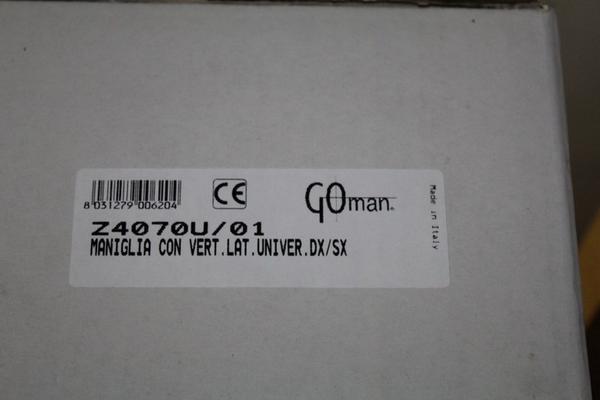 8 031279 006204
CE
GOman®
Made in Italy
Z4070U/01
MANIGLIA CON VERT.LAT.UNIVER.DX/SX